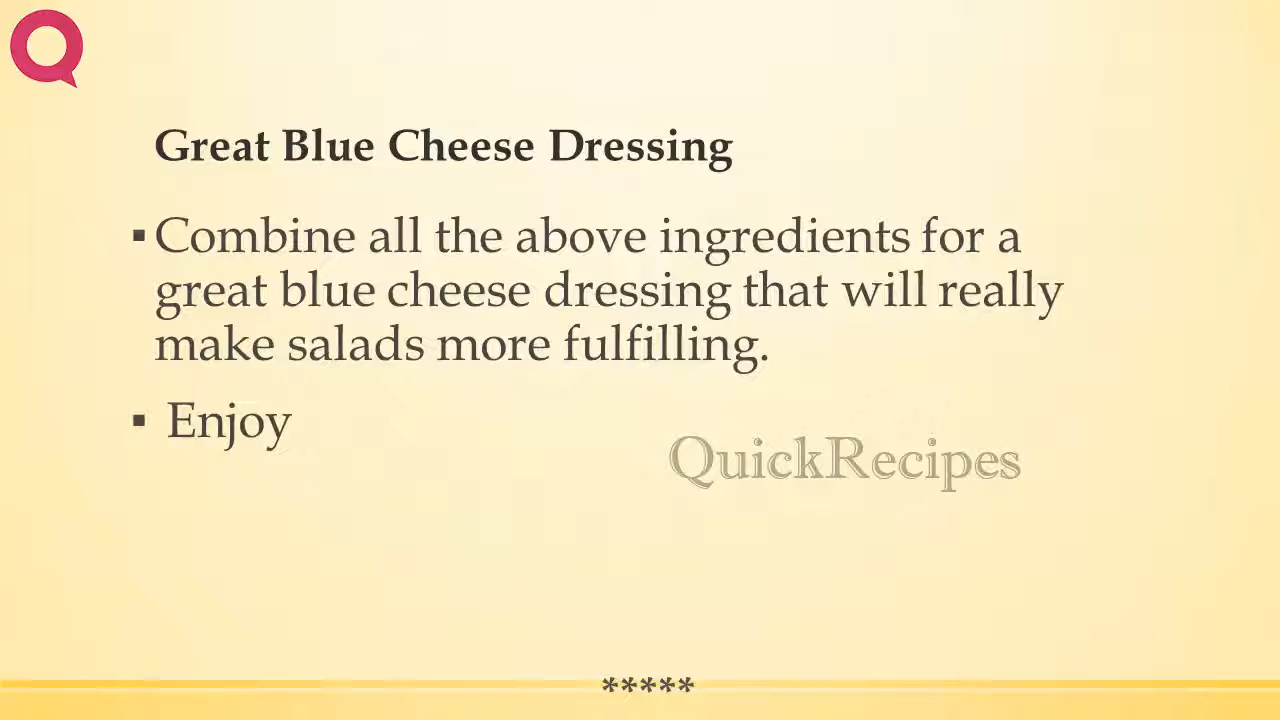 Great Blue Cheese Dressing
▪ Combine all the above ingredients for a
great blue cheese dressing that will really
make salads more fulfilling.
▪ Enjoy
QuickRecipes
*****